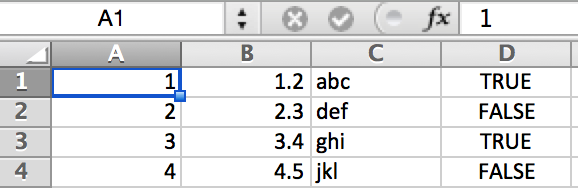 A1 fx 1
A B C D
1 1 1.2 abc TRUE
2 2 2.3 def FALSE
3 3 3.4 ghi TRUE
4 4 4.5 jkl FALSE